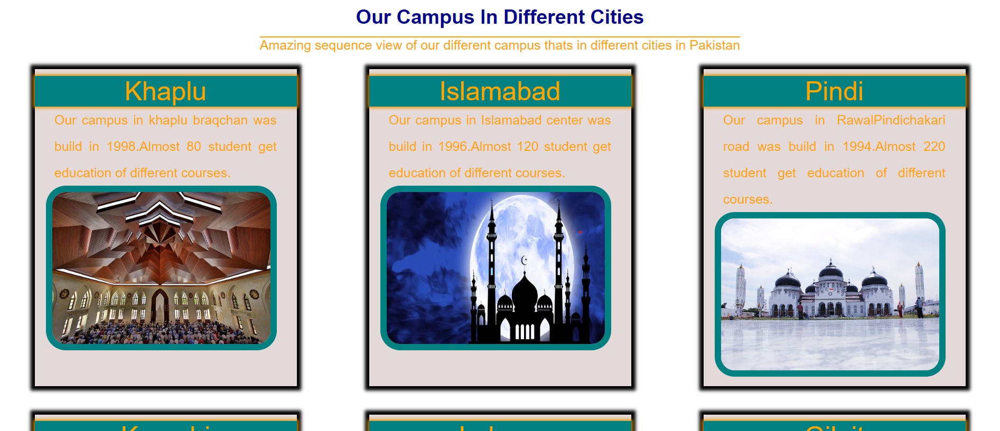 Our Campus In Different Cities
Amazing sequence view of our different campus thats in different cities in Pakistan
Khaplu
Our campus in khaplu braqchan was
build in 1998.Almost 80 student get
education of different courses.
Islamabad
Our campus in Islamabad center was
build in 1996.Almost 120 student get
education of different courses.
Pindi
Our campus in RawalPindichakari
road was build in 1994.Almost 220
student get education of different
courses.